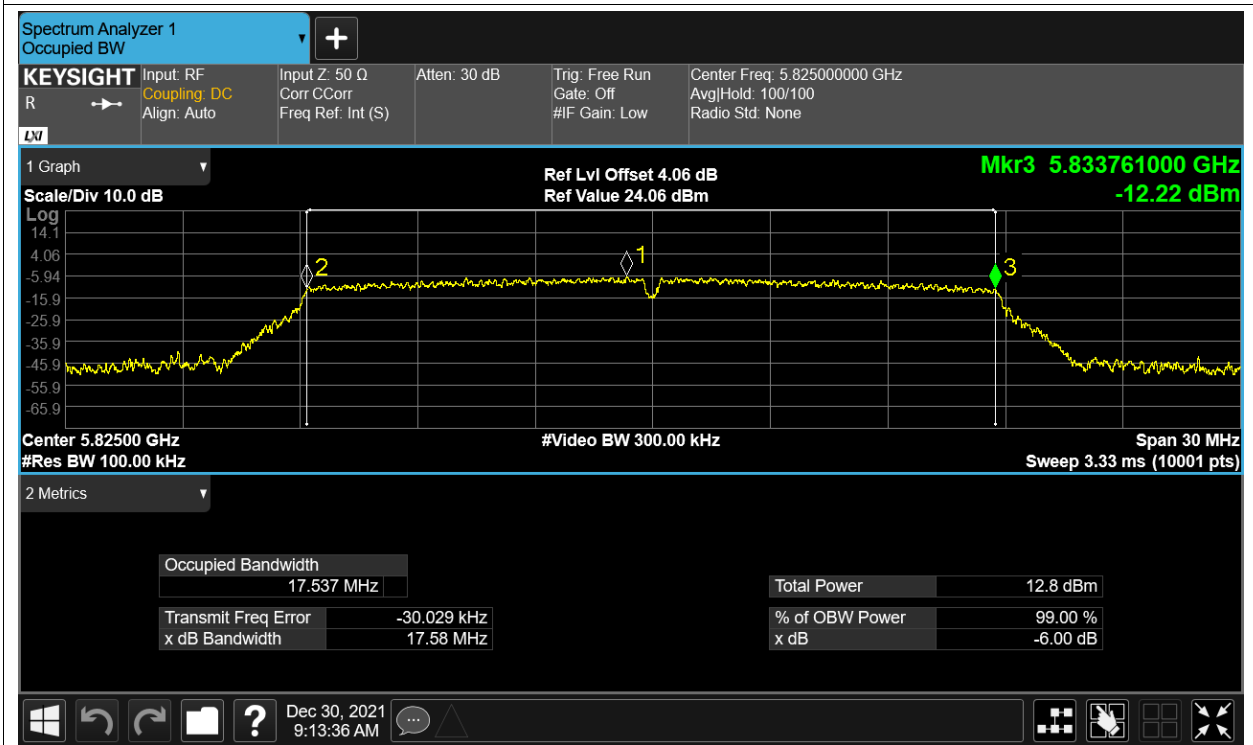 Spectrum Analyzer 1
Occupied BW
KEYSIGHT
R
LXI
Input: RF
Coupling: DC
Align: Auto
Input Z: 50 Ω
Corr CCorr
Freq Ref: Int (S)
Atten: 30 dB
Trig: Free Run
Gate: Off
#IF Gain: Low
Center Freq: 5.825000000 GHz
Avg|Hold: 100/100
Radio Std: None
1 Graph
Scale/Div 10.0 dB
Ref Lvl Offset 4.06 dB
Ref Value 24.06 dBm
Mkr3 5.833761000 GHz
-12.22 dBm
Log
14.1
4.06
-5.94
-15.9
-25.9
-35.9
-45.9
-55.9
-65.9
2
1
3
Center 5.82500 GHz
#Res BW 100.00 kHz
#Video BW 300.00 kHz
Span 30 MHz
Sweep 3.33 ms (10001 pts)
2 Metrics
Occupied Bandwidth
17.537 MHz
Transmit Freq Error -30.029 kHz
x dB Bandwidth 17.58 MHz
Total Power 12.8 dBm
% of OBW Power 99.00 %
x dB -6.00 dB
?
Dec 30, 2021
9:13:36 AM